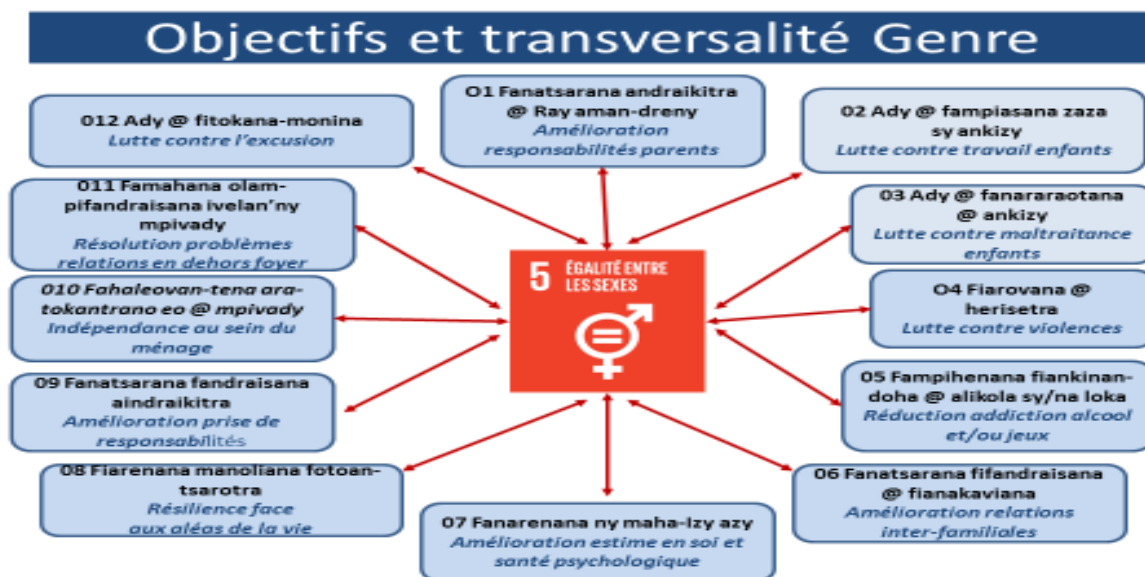 Objectifs et transversalité Genre
O1 Fanatsarana andraikitra
@ Ray aman-dreny
Amélioration
responsabilités parents
02 Ady @ fampiasana zaza
sy ankizy
Lutte contre travail enfants
03 Ady @ fanararaotana
@ ankizy
Lutte contre maltraitance
enfants
O4 Fiarovana @
herisetra
Lutte contre violences
05 Fampihenana fiankinan-
doha @ alikola sy/na loka
Réduction addiction alcool
et/ou jeux
06 Fanatsarana fifandraisana
@ fianakaviana
Amélioration relations
inter-familiales
07 Fanarenana ny maha-Izy azy
Amélioration estime en soi et
santé psychologique
08 Fiarenana manoliana fotoan-
tsarotra
Résilience face
aux aléas de la vie
09 Fanatsarana fandraisana
aindraikitra
Amélioration prise de
responsabilités
010 Fahaleovan-tena ara-
tokantrano eo @ mpivady
Indépendance au sein du
ménage
011 Famahana olam-
pifandraisana ivelan'ny
mpivady
Résolution problèmes
relations en dehors foyer
012 Ady @ fitokana-monina
Lutte contre l'excusion
5 ÉGALITÉ ENTRE
LES SEXES